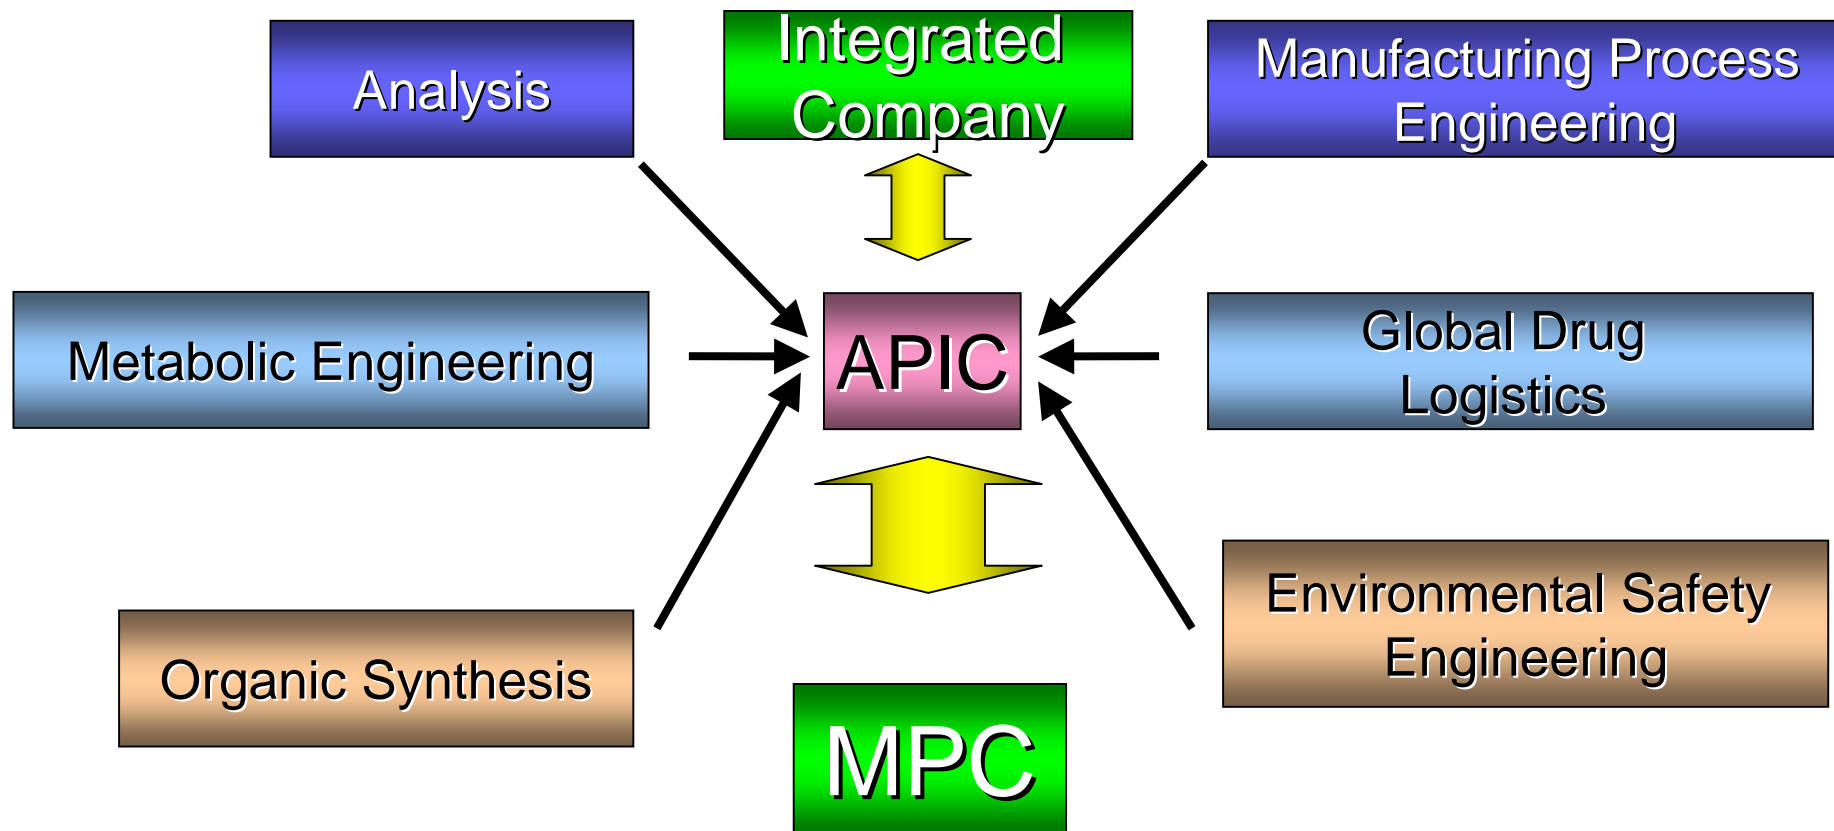 Analysis
Integrated
Company
Manufacturing Process
Engineering
Metabolic Engineering
APIC
Global Drug
Logistics
Organic Synthesis
MPC
Environmental Safety
Engineering